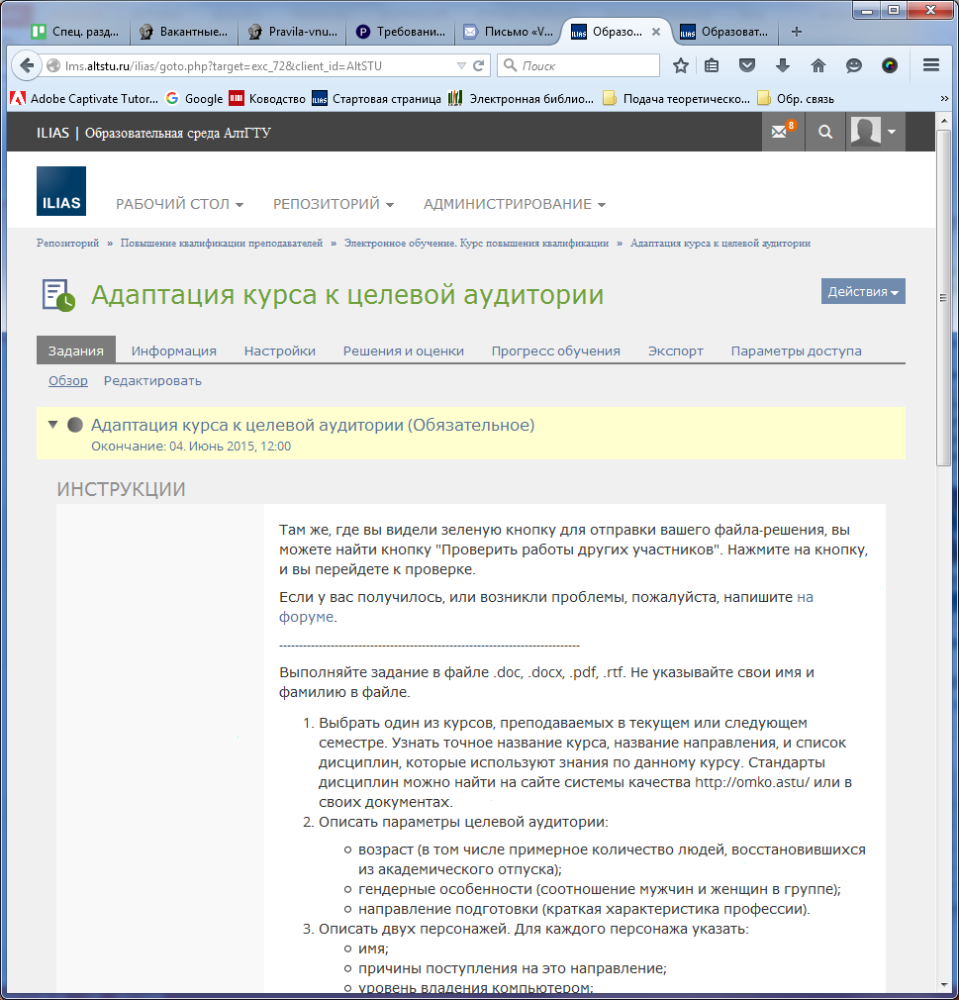 Спец. разд...
Вакантные...
Pravila-vnu...
Требовани...
Письмо «V...
Образо...
Образоват...
lms.altstu.ru/ilias/goto.php?target=exc_72&client_id=AltSTU
Поиск
Adobe Captivate Tutor...
Google
Ководство
Стартовая страница
Электронная библио...
Подача теоретическо...
Обр. связь
ILIAS | Образовательная среда АлтГТУ
8
ILIAS
РАБОЧИЙ СТОЛ
РЕПОЗИТОРИЙ
АДМИНИСТРИРОВАНИЕ
Репозиторий » Повышение квалификации преподавателей » Электронное обучение. Курс повышения квалификации » Адаптация курса к целевой аудитории
Адаптация курса к целевой аудитории
Действия
Задания
Информация
Настройки
Решения и оценки
Прогресс обучения
Экспорт
Параметры доступа
Обзор
Редактировать
Адаптация курса к целевой аудитории (Обязательное)
Окончание: 04. Июнь 2015, 12:00
ИНСТРУКЦИИ
Там же, где вы видели зеленую кнопку для отправки вашего файла-решения, вы
можете найти кнопку "Проверить работы других участников". Нажмите на кнопку,
и вы перейдете к проверке.
Если у вас получилось, или возникли проблемы, пожалуйста, напишите на
форуме.
----------------------------------------------------------------------------
Выполняйте задание в файле .doc, .docx, .pdf, .rtf. Не указывайте свои имя и
фамилию в файле.
1. Выбрать один из курсов, преподаваемых в текущем или следующем
семестре. Узнать точное название курса, название направления, и список
дисциплин, которые используют знания по данному курсу. Стандарты
дисциплин можно найти на сайте системы качества http://omko.astu/ или в
своих документах.
2. Описать параметры целевой аудитории:
возраст (в том числе примерное количество людей, восстановившихся
из академического отпуска);
гендерные особенности (соотношение мужчин и женщин в группе);
направление подготовки (краткая характеристика профессии).
3. Описать двух персонажей. Для каждого персонажа указать:
имя;
причины поступления на это направление;
уровень владения компьютером;